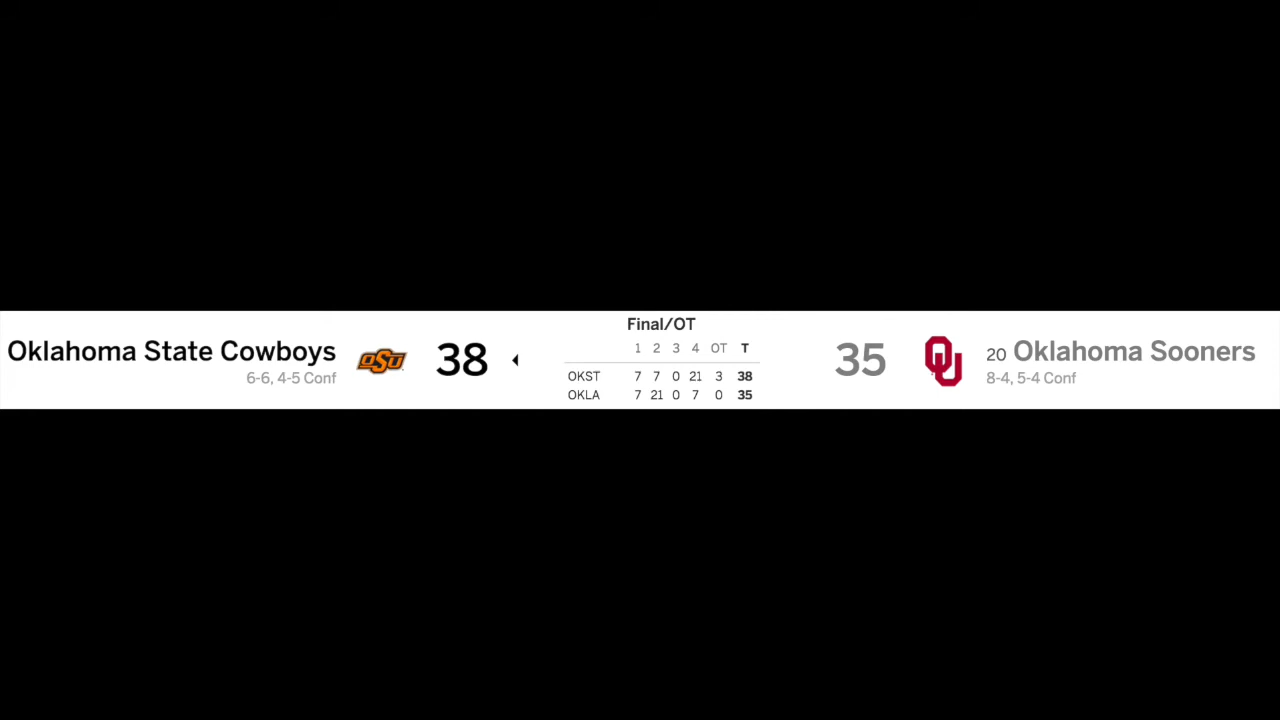 Final/OT
Oklahoma State Cowboys
6-6, 4-5 Conf
OSU
38
1 2 3 4 OT T
OKST 7 7 0 21 3 38
OKLA 7 21 0 7 0 35
35
OU
20 Oklahoma Sooners
8-4, 5-4 Conf